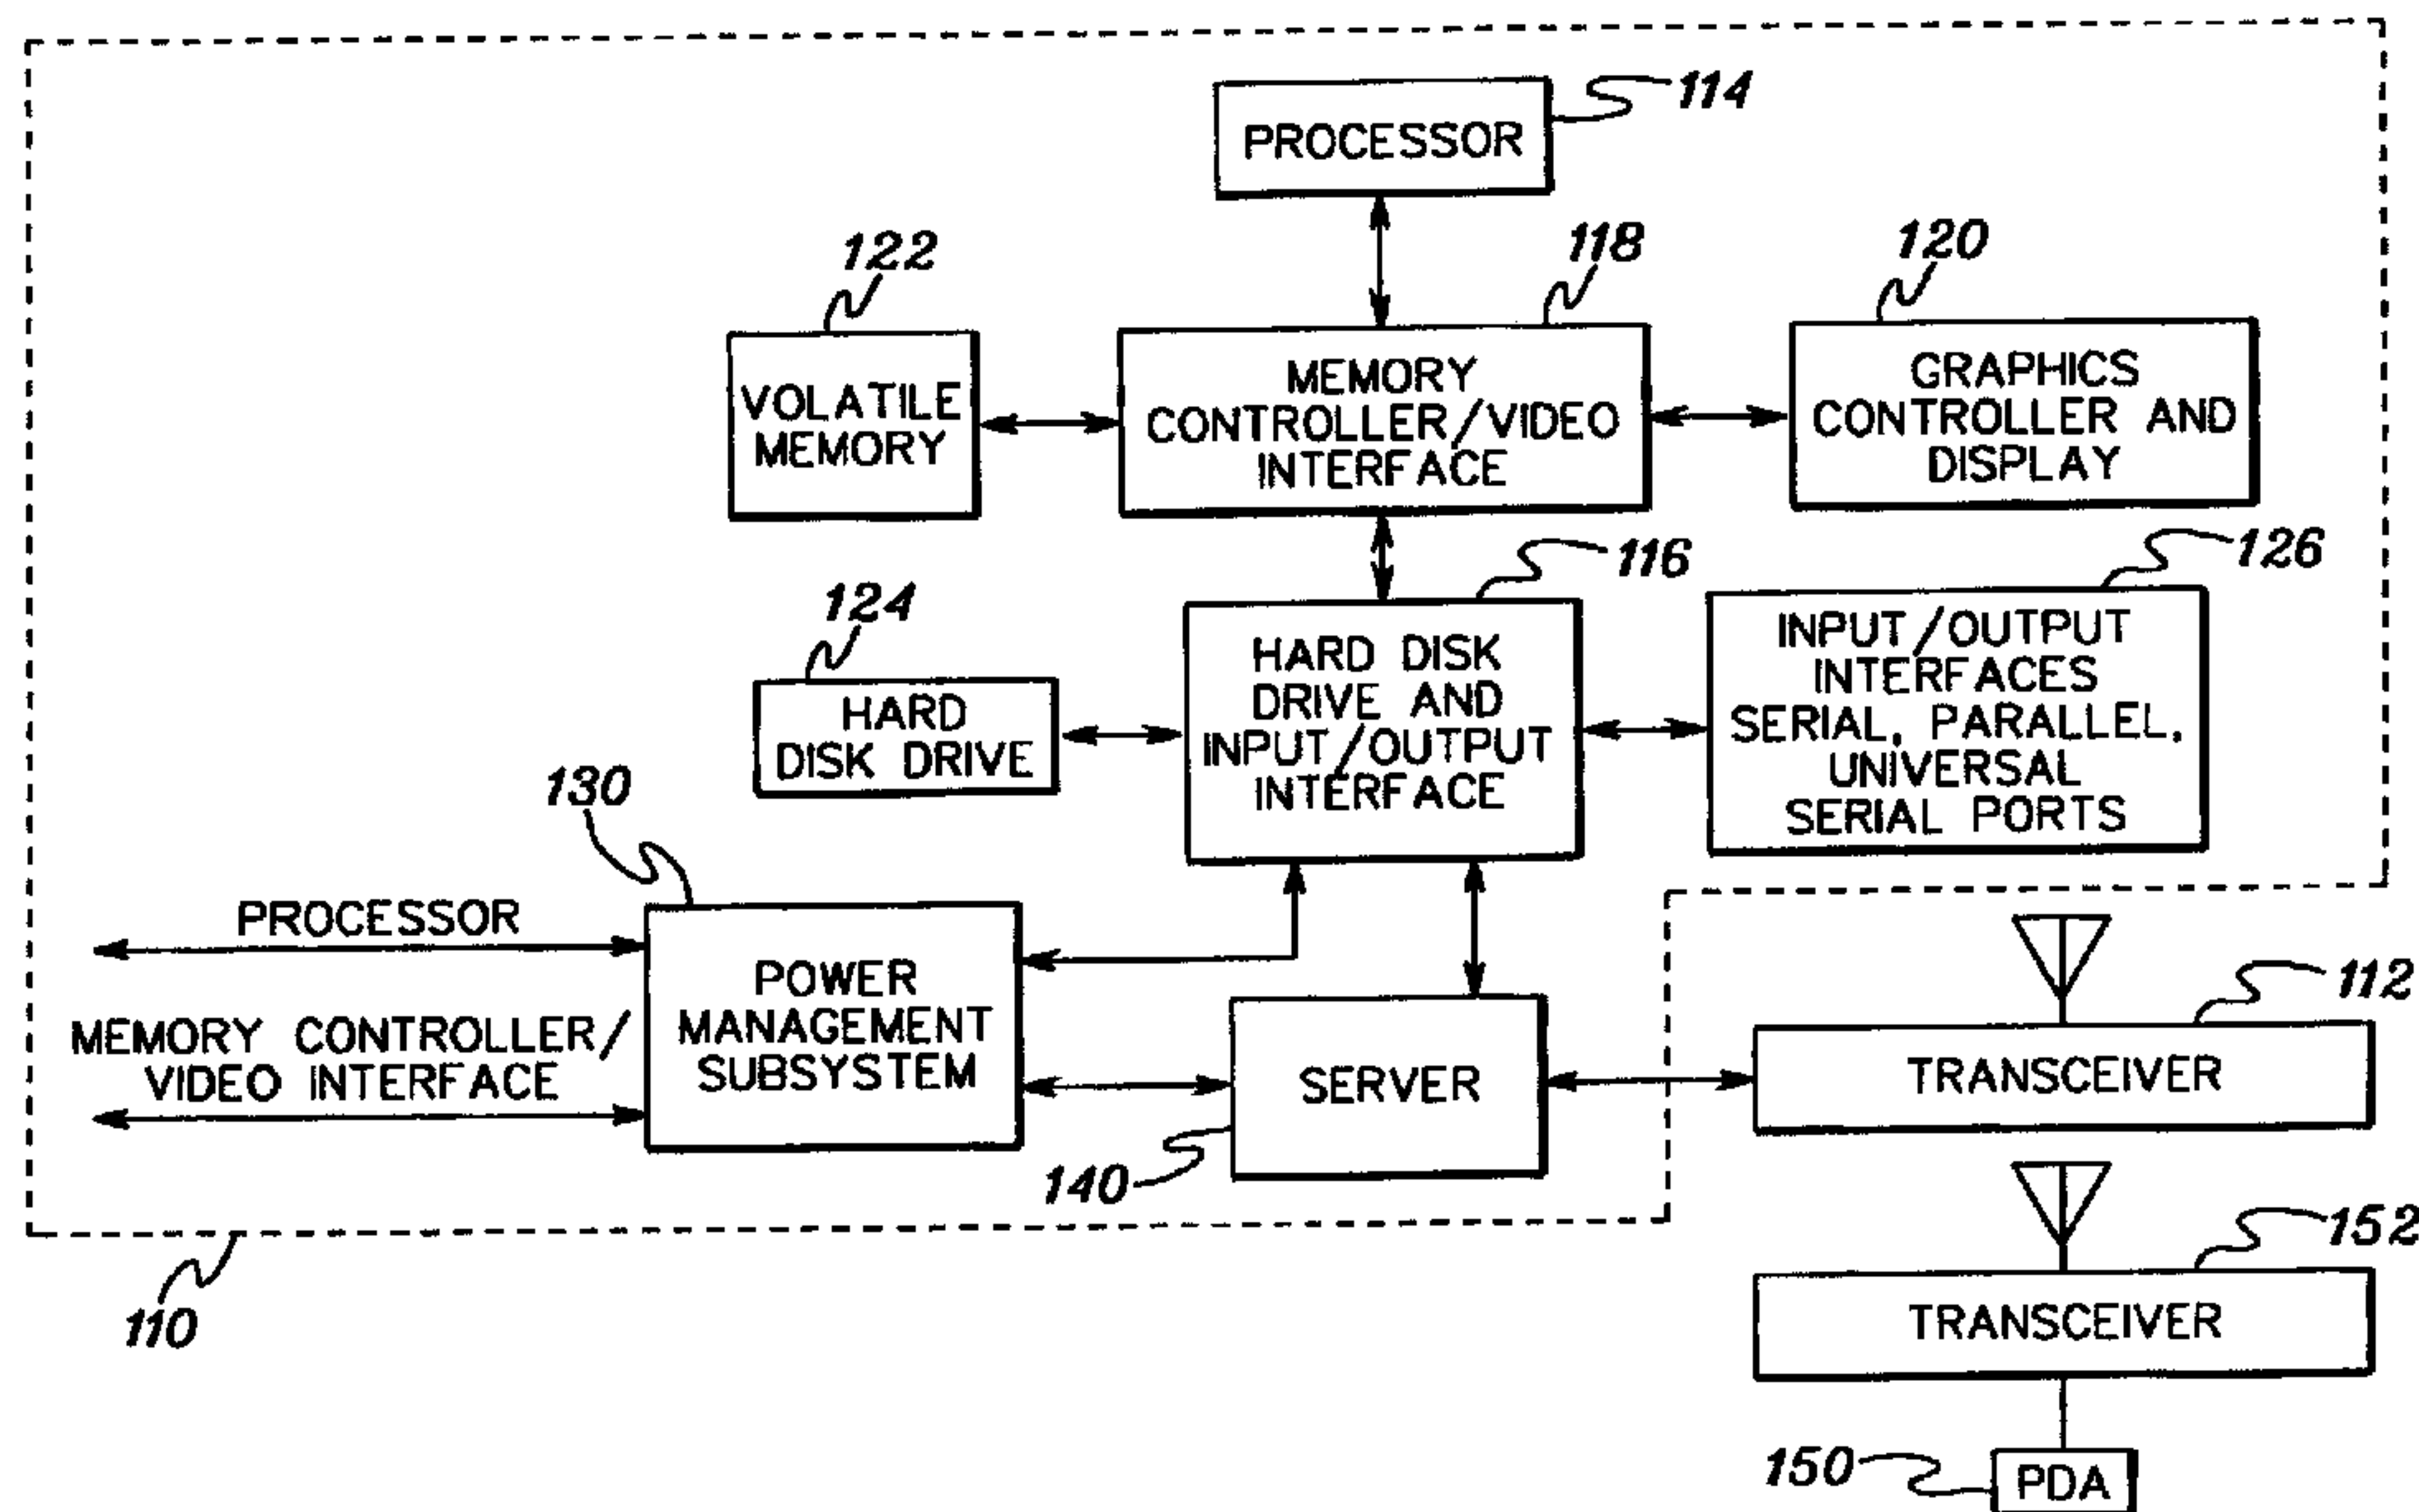 114
PROCESSOR
122
118
120
VOLATILE
MEMORY
MEMORY
CONTROLLER/VIDEO
INTERFACE
GRAPHICS
CONTROLLER AND
DISPLAY
116
126
124
HARD
DISK DRIVE
HARD DISK
DRIVE AND
INPUT/OUTPUT
INTERFACE
INPUT/OUTPUT
INTERFACES
SERIAL, PARALLEL,
UNIVERSAL
SERIAL PORTS
130
PROCESSOR
MEMORY CONTROLLER/
VIDEO INTERFACE
POWER
MANAGEMENT
SUBSYSTEM
SERVER
140
112
TRANSCEIVER
110
152
TRANSCEIVER
150
PDA